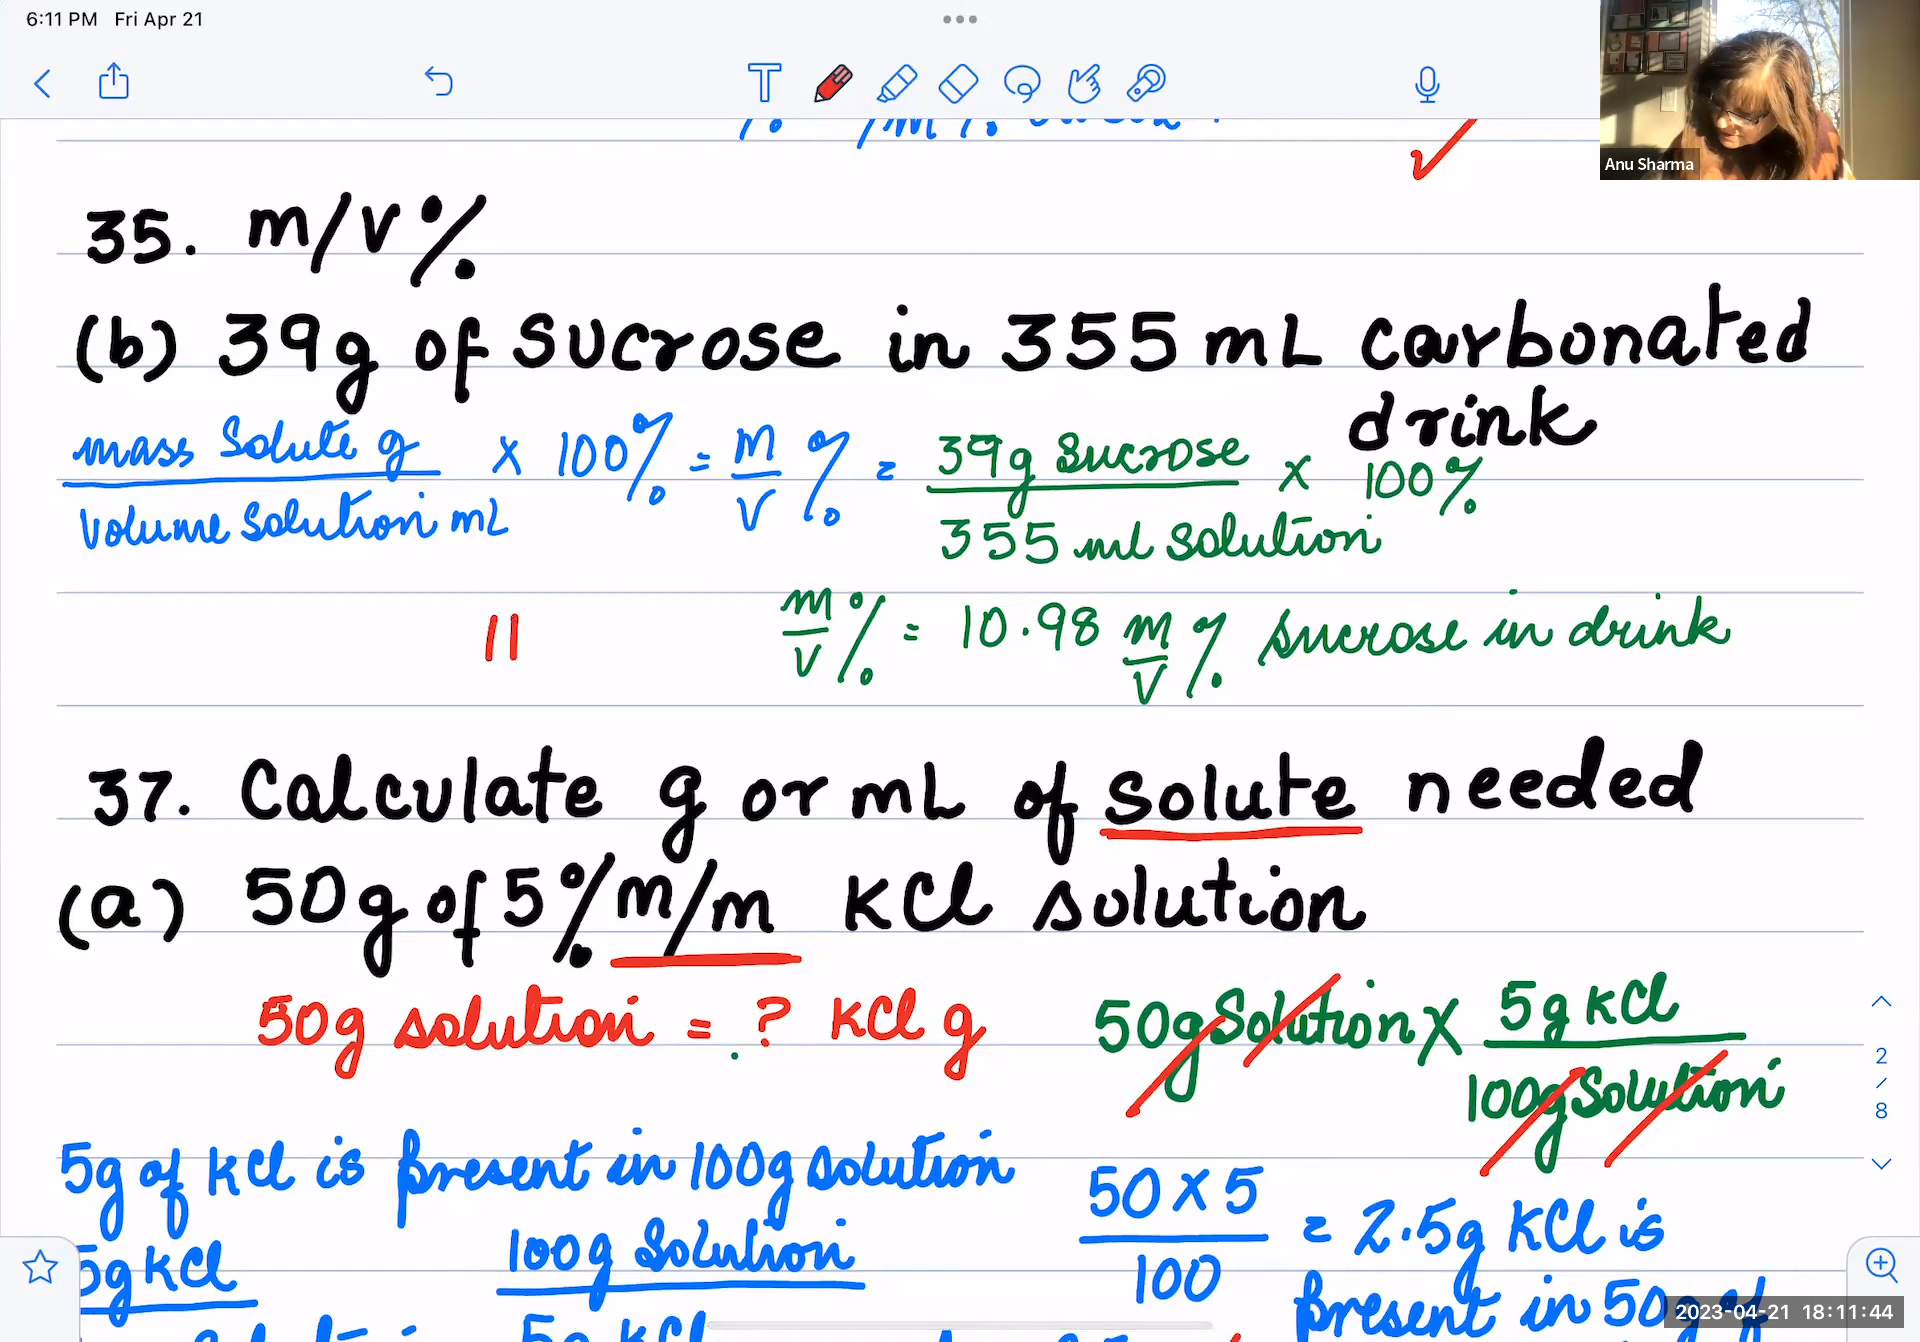 6:11 PM Fri Apr 21
Anu Sharma
35. m/v%
(b) 39g of sucrose in 355 mL carbonated
drink
mass solute g × 100% = m % = 39g sucrose × 100%
volume solution mL v 355 ml solution
11 m/v % = 10.98 m/v % sucrose in drink
37. Calculate g or mL of solute needed
(a) 50g of 5% m/m KCl solution
50g solution = ? KCl g 50g solution X 5g KCl
100g solution
5g of KCl is present in 100g solution
50 X 5
100 = 2.5g KCl is
5g KCl 100g solution
5g KCl
present in 50g of
2
/
8
2023-04-21 18:11:44